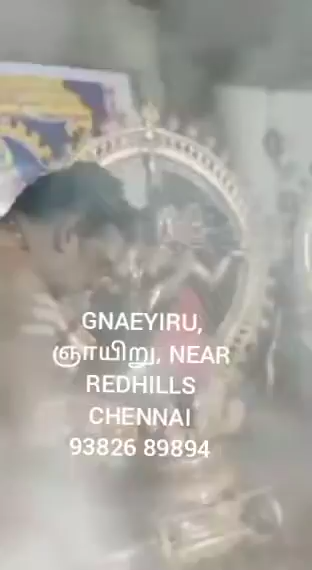 GNAEYIRU,
ஞாயிறு, NEAR
REDHILLS
CHENNAI
93826 89894